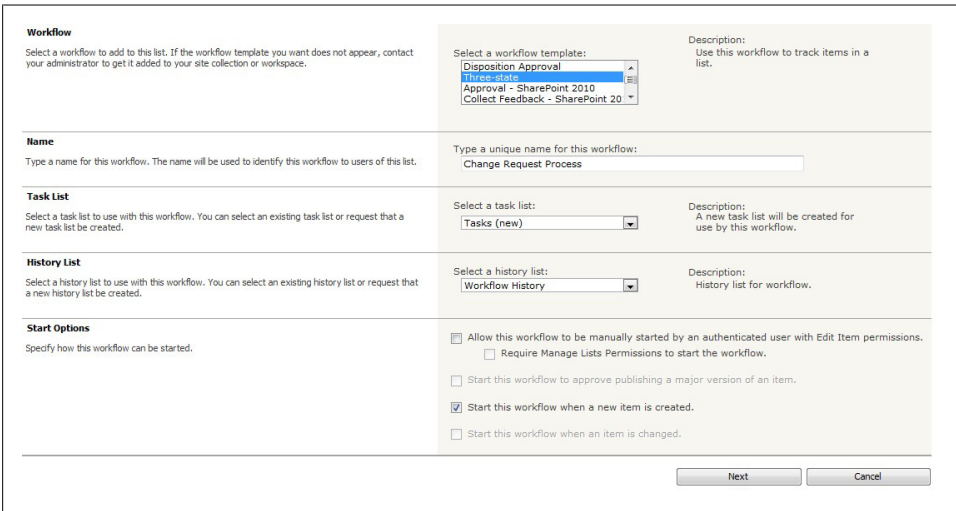 Workflow
Select a workflow to add to this list. If the workflow template you want does not appear, contact
your administrator to get it added to your site collection or workspace.
Select a workflow template:
Disposition Approval
Three-state
Approval - SharePoint 2010
Collect Feedback - SharePoint 20
Description:
Use this workflow to track items in a
list.
Name
Type a name for this workflow. The name will be used to identify this workflow to users of this list.
Type a unique name for this workflow:
Change Request Process
Task List
Select a task list to use with this workflow. You can select an existing task list or request that a
new task list be created.
Select a task list:
Tasks (new)
Description:
A new task list will be created for
use by this workflow.
History List
Select a history list to use with this workflow. You can select an existing history list or request that
a new history list be created.
Select a history list:
Workflow History
Description:
History list for workflow.
Start Options
Specify how this workflow can be started.
Allow this workflow to be manually started by an authenticated user with Edit Item permissions.
Require Manage Lists Permissions to start the workflow.
Start this workflow to approve publishing a major version of an item.
Start this workflow when a new item is created.
Start this workflow when an item is changed.
Next
Cancel